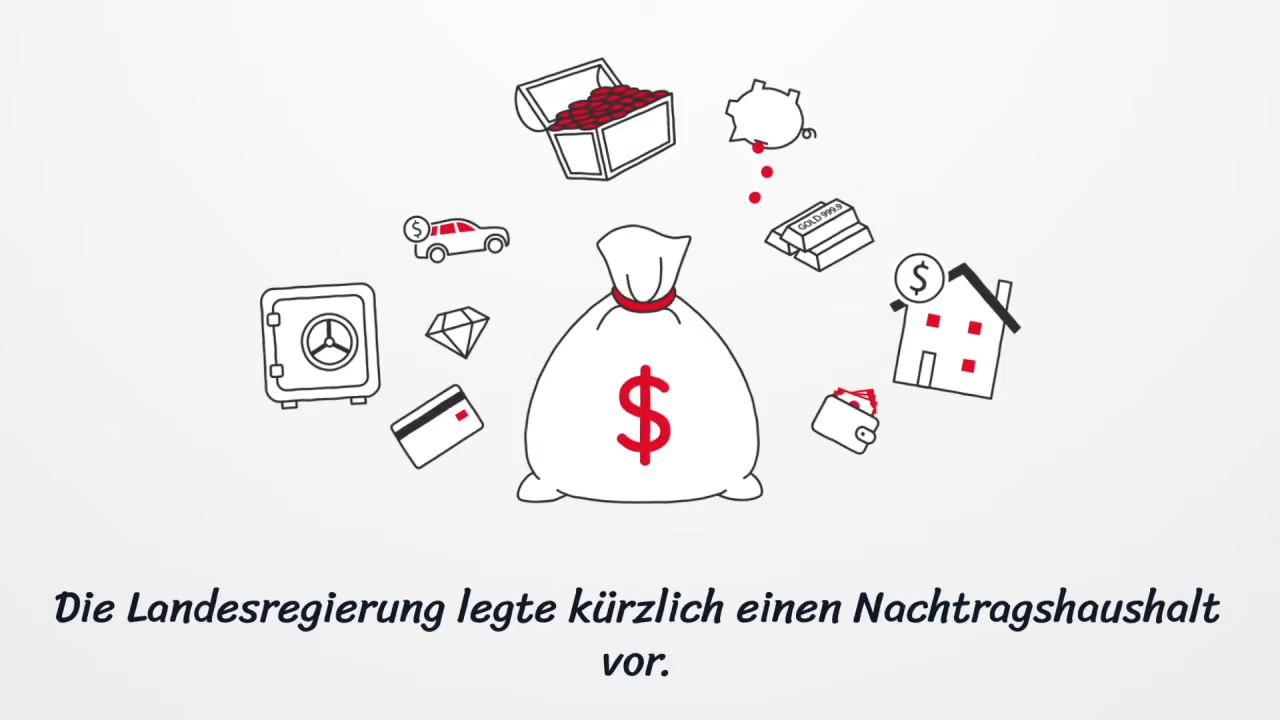 $
GOLD 999.9
$
$
Die Landesregierung legte kürzlich einen Nachtragshaushalt
vor.